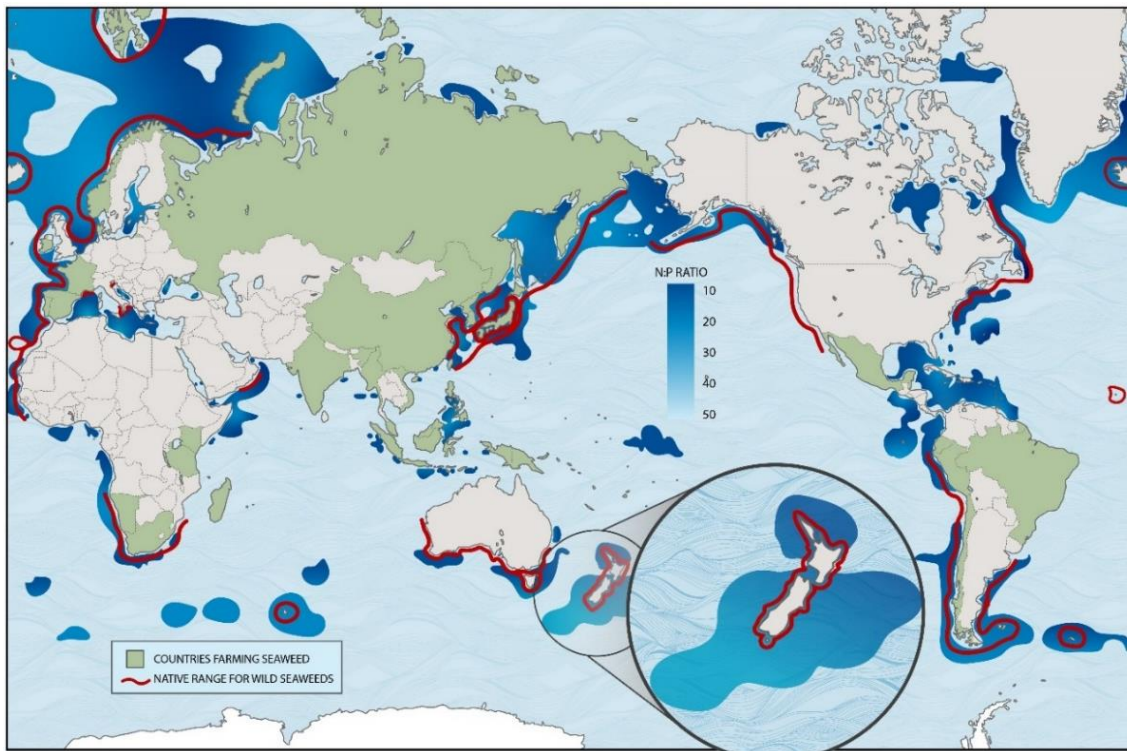 N:P RATIO
10
20
30
40
50
COUNTRIES FARMING SEAWEED
NATIVE RANGE FOR WILD SEAWEEDS